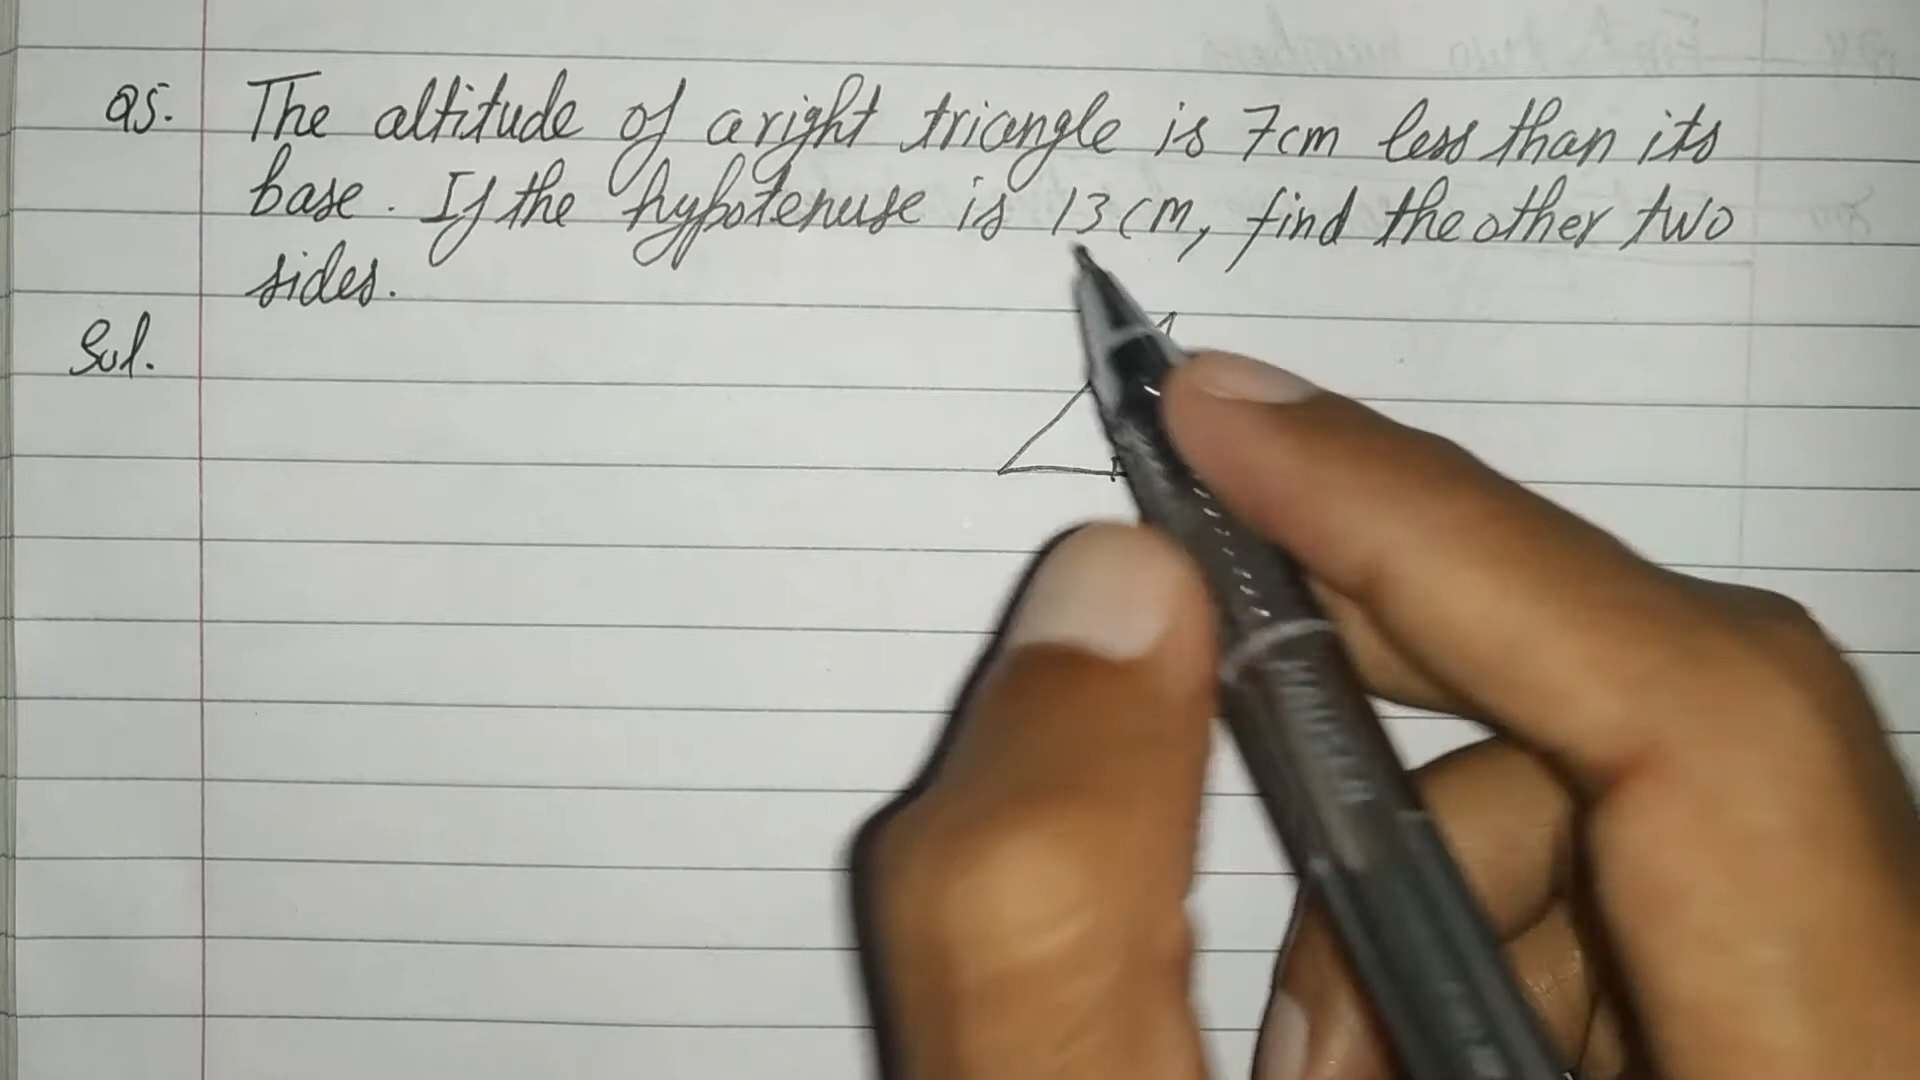 Q5. The altitude of a right triangle is 7cm less than its
base. If the hypotenuse is 13cm, find the other two
sides.
Sol.